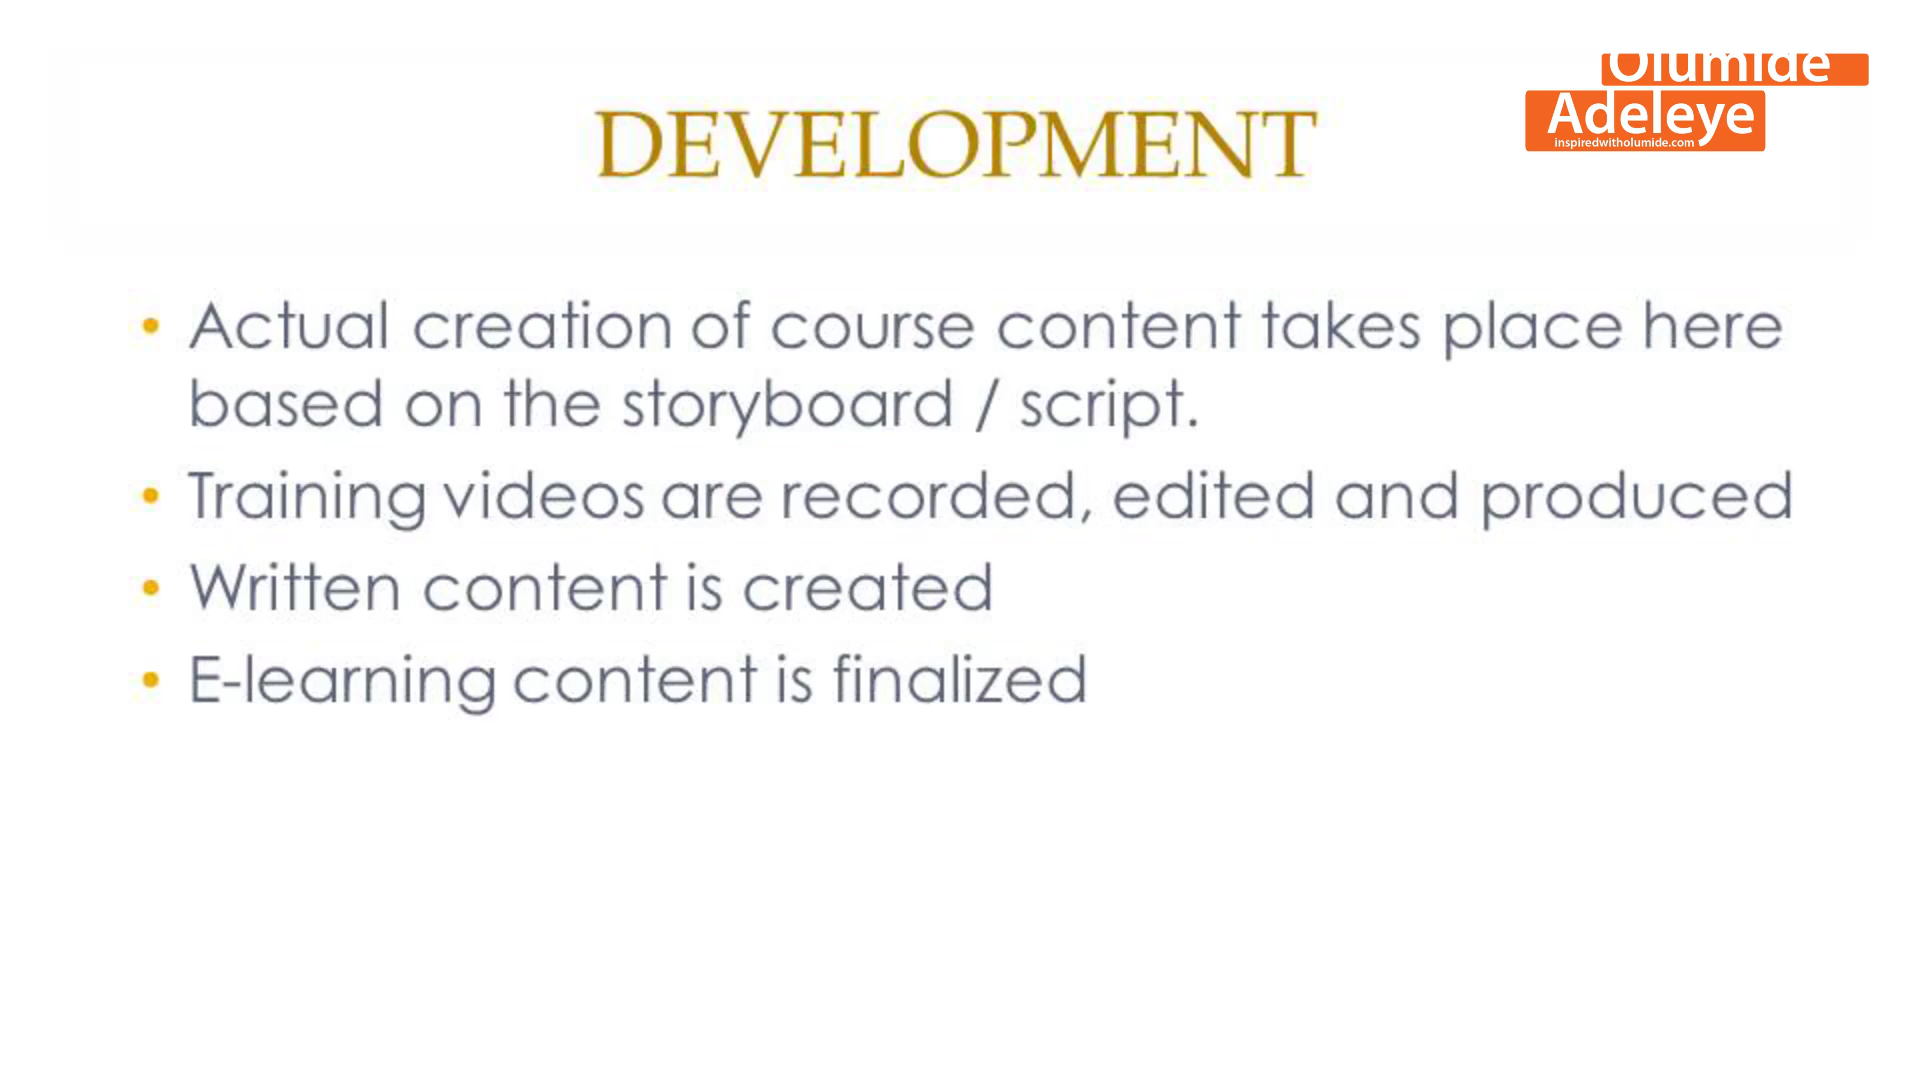 Olumide
Adeleye
inspiredwitholumide.com
DEVELOPMENT
• Actual creation of course content takes place here
based on the storyboard / script.
• Training videos are recorded, edited and produced
• Written content is created
• E-learning content is finalized